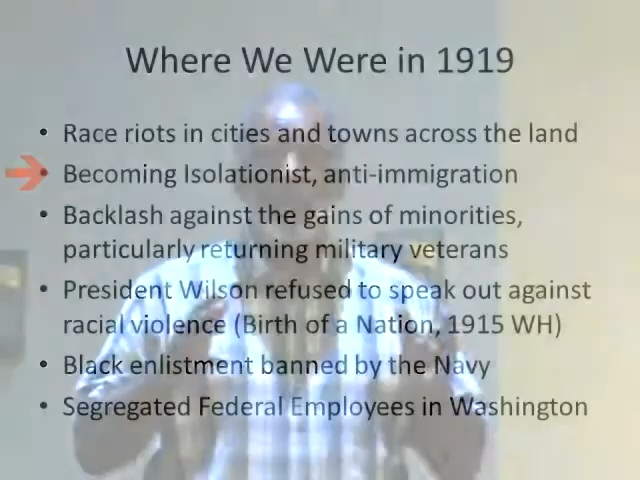 Where We Were in 1919
• Race riots in cities and towns across the land
• Becoming Isolationist, anti-immigration
• Backlash against the gains of minorities,
particularly returning military veterans
• President Wilson refused to speak out against
racial violence (Birth of a Nation, 1915 WH)
• Black enlistment banned by the Navy
• Segregated Federal Employees in Washington